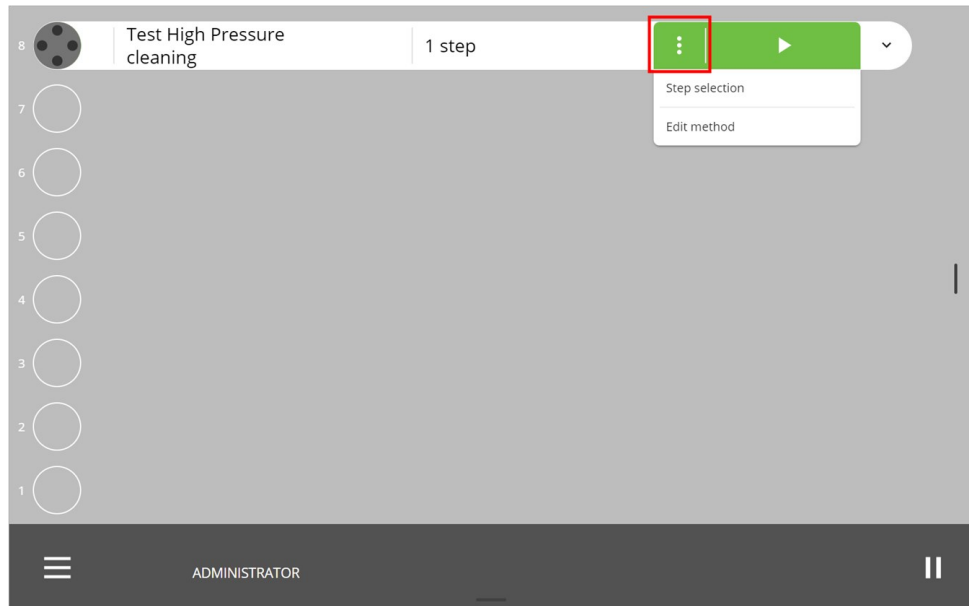 8
Test High Pressure
cleaning
1 step
Step selection
Edit method
7
6
5
4
3
2
1
ADMINISTRATOR